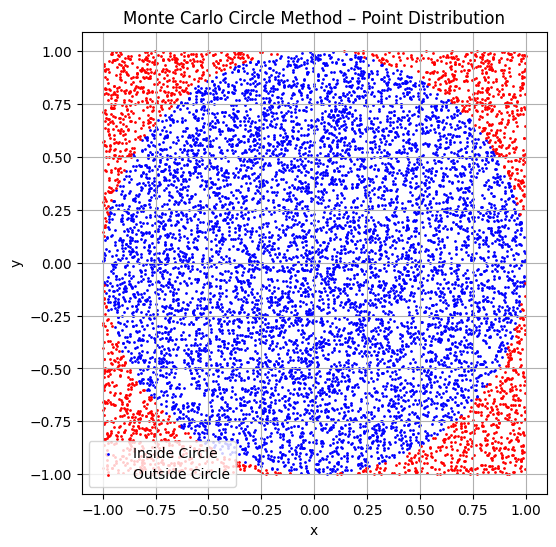 Monte Carlo Circle Method – Point Distribution
1.00
0.75
0.50
0.25
0.00
−0.25
−0.50
−0.75
−1.00
y
Inside Circle
Outside Circle
−1.00 −0.75 −0.50 −0.25 0.00 0.25 0.50 0.75 1.00
x